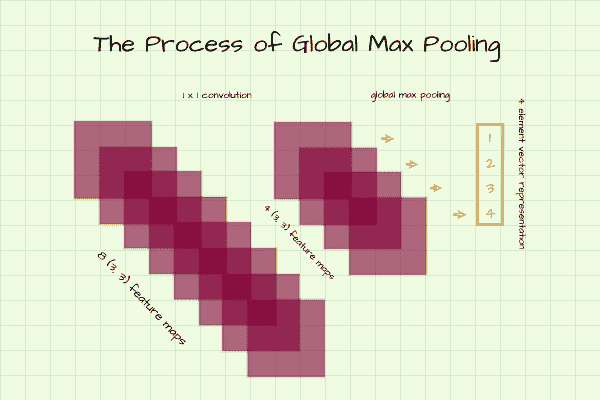 The Process of Global Max Pooling
1 x 1 convolution
global max pooling
1
2
3
4
4 element vector representation
4 (3, 3) feature maps
8 (3, 3) feature maps